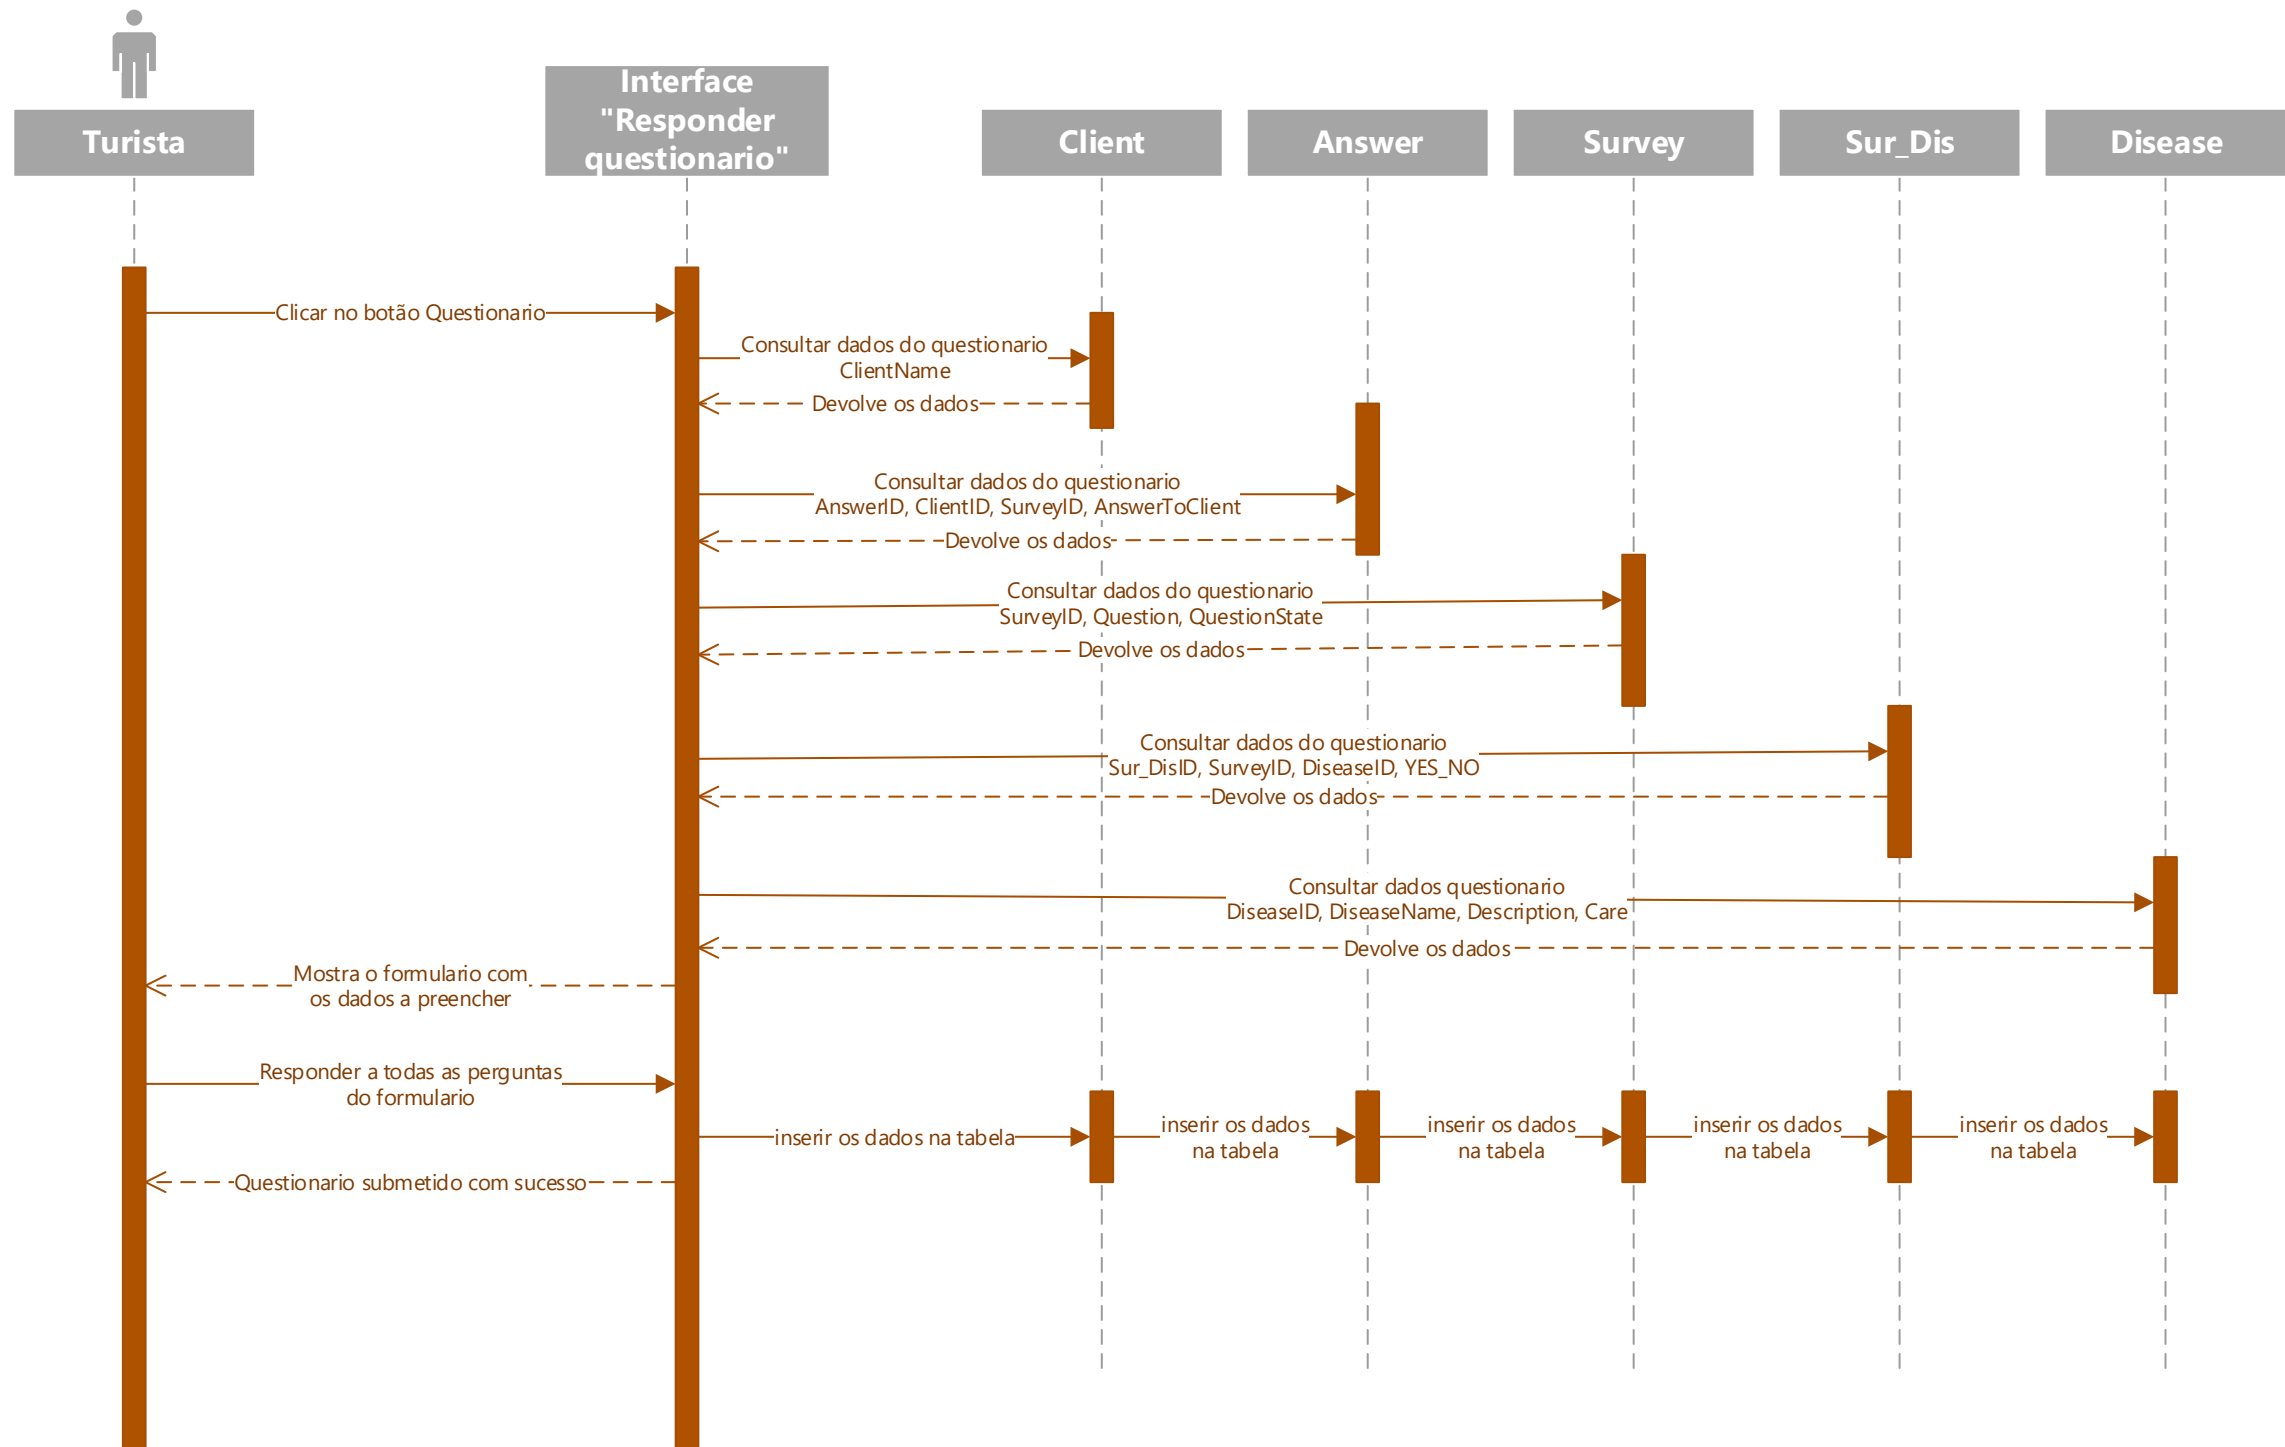 Interface
"Responder
questionario"
Turista
Client
Answer
Survey
Sur_Dis
Disease
Clicar no botão Questionario
Consultar dados do questionario
ClientName
Devolve os dados
Consultar dados do questionario
AnswerID, ClientID, SurveyID, AnswerToClient
Devolve os dados
Consultar dados do questionario
SurveyID, Question, QuestionState
Devolve os dados
Consultar dados do questionario
Sur_DisID, SurveyID, DiseaseID, YES_NO
Devolve os dados
Consultar dados questionario
DiseaseID, DiseaseName, Description, Care
Devolve os dados
Mostra o formulario com
os dados a preencher
Responder a todas as perguntas
do formulario
inserir os dados na tabela
inserir os dados
na tabela
inserir os dados
na tabela
inserir os dados
na tabela
inserir os dados
na tabela
Questionario submetido com sucesso